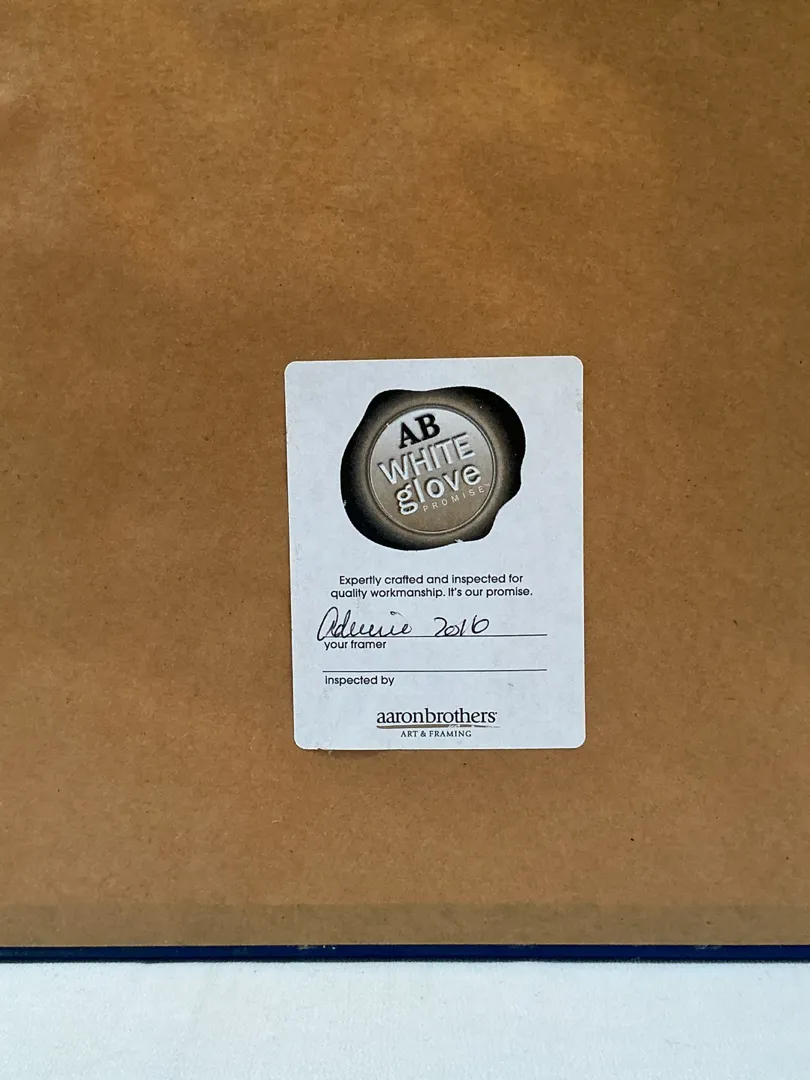 AB
WHITE
glove
PROMISE™
Expertly crafted and inspected for
quality workmanship. It's our promise.
2016
your framer
Inspected by
aaronbrothers
ART & FRAMING